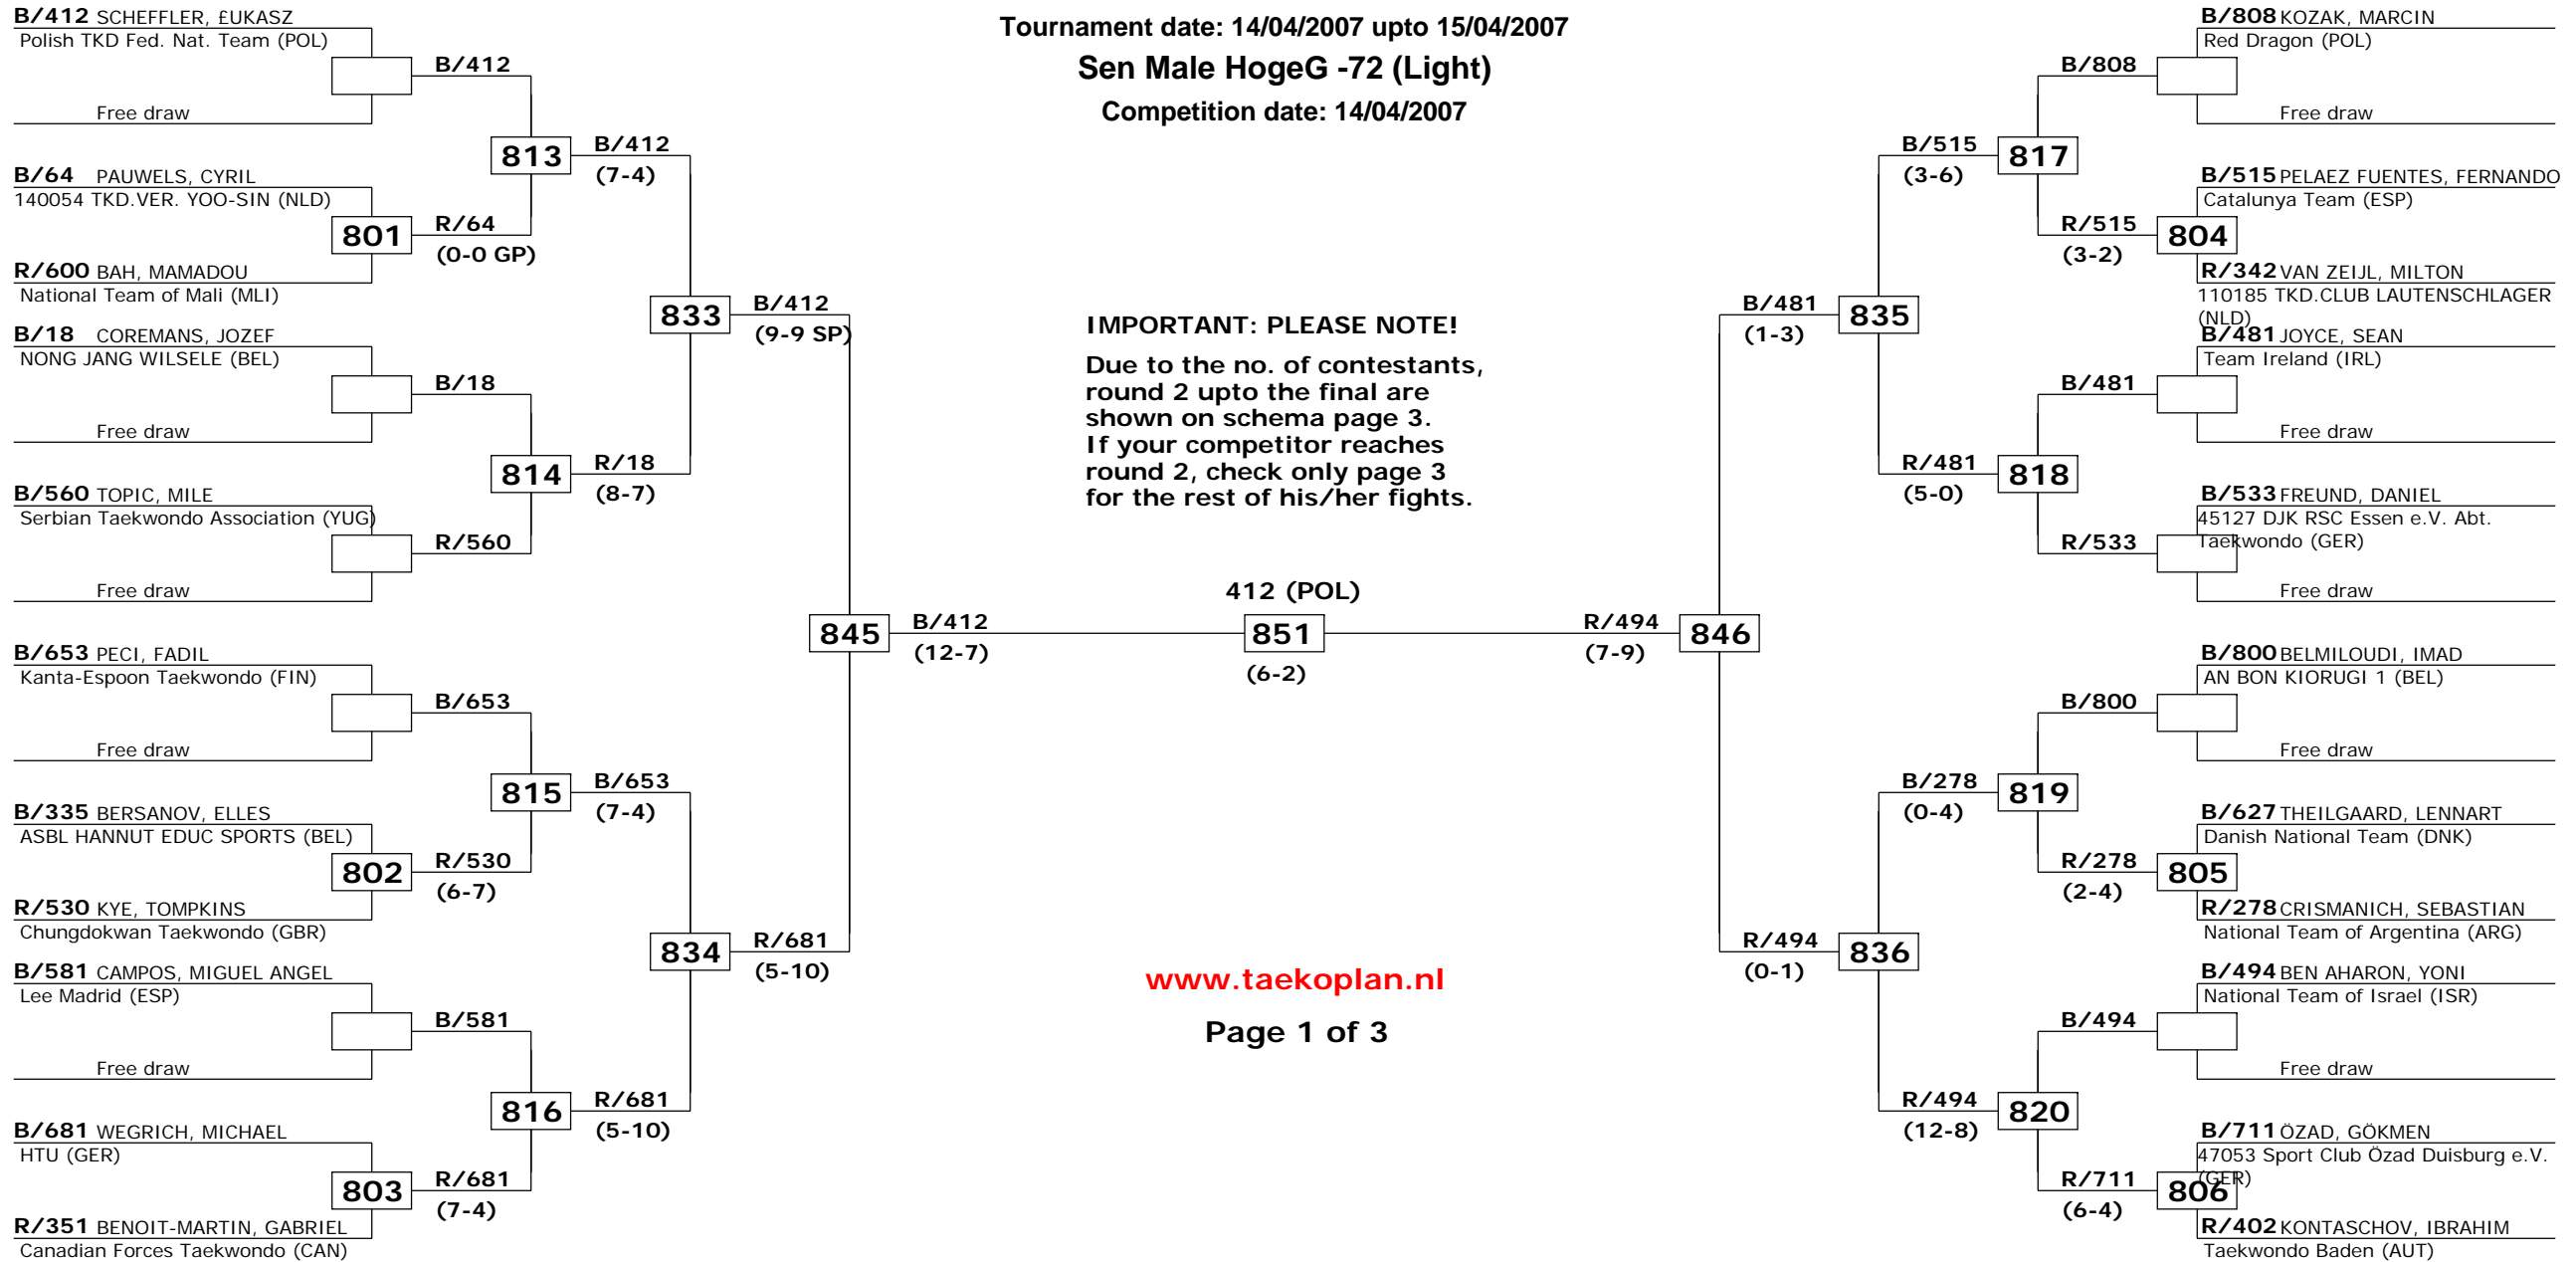 Tournament date: 14/04/2007 upto 15/04/2007
Sen Male HogeG -72 (Light)
Competition date: 14/04/2007
B/412 SCHEFFLER, £UKASZ
Polish TKD Fed. Nat. Team (POL)
B/412
Free draw
813
B/412
(7-4)
B/64 PAUWELS, CYRIL
140054 TKD.VER. YOO-SIN (NLD)
801
R/64
(0-0 GP)
R/600 BAH, MAMADOU
National Team of Mali (MLI)
833
B/412
(9-9 SP)
B/18 COREMANS, JOZEF
NONG JANG WILSELE (BEL)
B/18
Free draw
814
R/18
(8-7)
B/560 TOPIC, MILE
Serbian Taekwondo Association (YUG)
R/560
Free draw
845
B/412
(12-7)
B/653 PECI, FADIL
Kanta-Espoon Taekwondo (FIN)
B/653
Free draw
815
B/653
(7-4)
B/335 BERSANOV, ELLES
ASBL HANNUT EDUC SPORTS (BEL)
802
R/530
(6-7)
R/530 KYE, TOMPKINS
Chungdokwan Taekwondo (GBR)
834
R/681
(5-10)
B/581 CAMPOS, MIGUEL ANGEL
Lee Madrid (ESP)
B/581
Free draw
816
R/681
(5-10)
B/681 WEGRICH, MICHAEL
HTU (GER)
803
R/681
(7-4)
R/351 BENOIT-MARTIN, GABRIEL
Canadian Forces Taekwondo (CAN)
IMPORTANT: PLEASE NOTE!
Due to the no. of contestants,
round 2 upto the final are
shown on schema page 3.
If your competitor reaches
round 2, check only page 3
for the rest of his/her fights.
412 (POL)
851
(6-2)
www.taekoplan.nl
Page 1 of 3
B/808 KOZAK, MARCIN
Red Dragon (POL)
B/808
Free draw
B/515
(3-6)
817
B/515 PELAEZ FUENTES, FERNANDO
Catalunya Team (ESP)
R/515
(3-2)
804
R/342 VAN ZEIJL, MILTON
110185 TKD.CLUB LAUTENSCHLAGER
(NLD)
B/481
(1-3)
835
B/481 JOYCE, SEAN
Team Ireland (IRL)
B/481
Free draw
R/481
(5-0)
818
B/533 FREUND, DANIEL
45127 DJK RSC Essen e.V. Abt.
Taekwondo (GER)
R/533
Free draw
R/494
(7-9)
846
B/800 BELMILOUDI, IMAD
AN BON KIORUGI 1 (BEL)
B/800
Free draw
B/278
(0-4)
819
B/627 THEILGAARD, LENNART
Danish National Team (DNK)
R/278
(2-4)
805
R/278 CRISMANICH, SEBASTIAN
National Team of Argentina (ARG)
R/494
(0-1)
836
B/494 BEN AHARON, YONI
National Team of Israel (ISR)
B/494
Free draw
R/494
(12-8)
820
B/711 ÖZAD, GÖKMEN
47053 Sport Club Özad Duisburg e.V.
(GER)
R/711
(6-4)
806
R/402 KONTASCHOV, IBRAHIM
Taekwondo Baden (AUT)